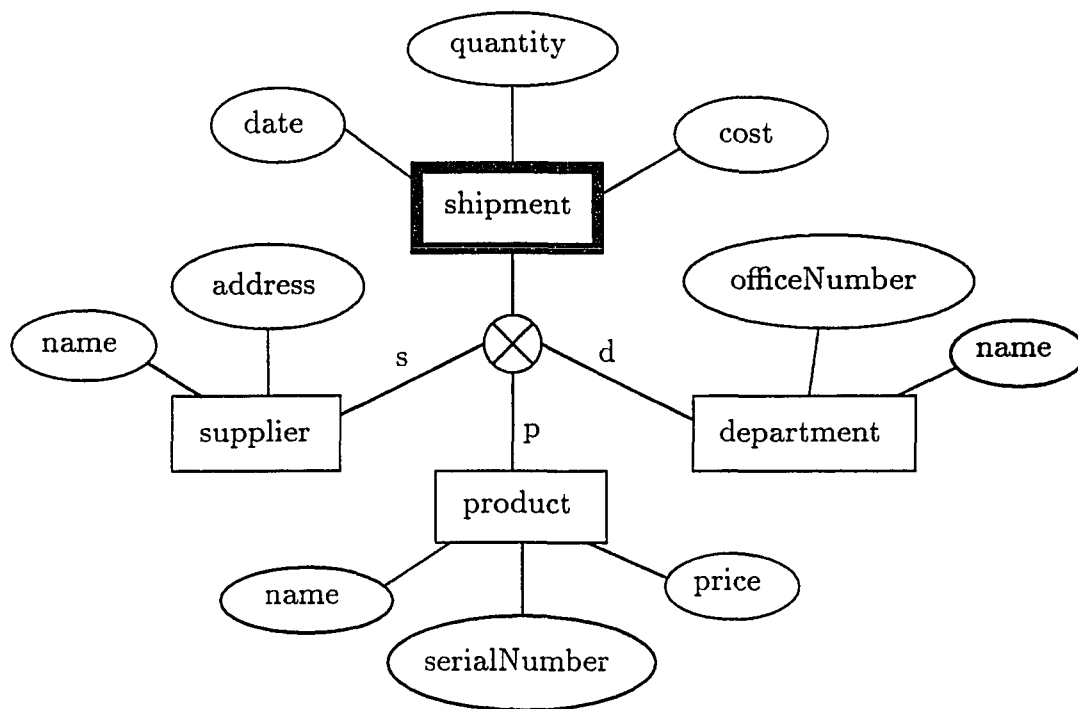 quantity
date
cost
shipment
address
officeNumber
name
name
s
d
supplier
department
p
product
name
price
serialNumber